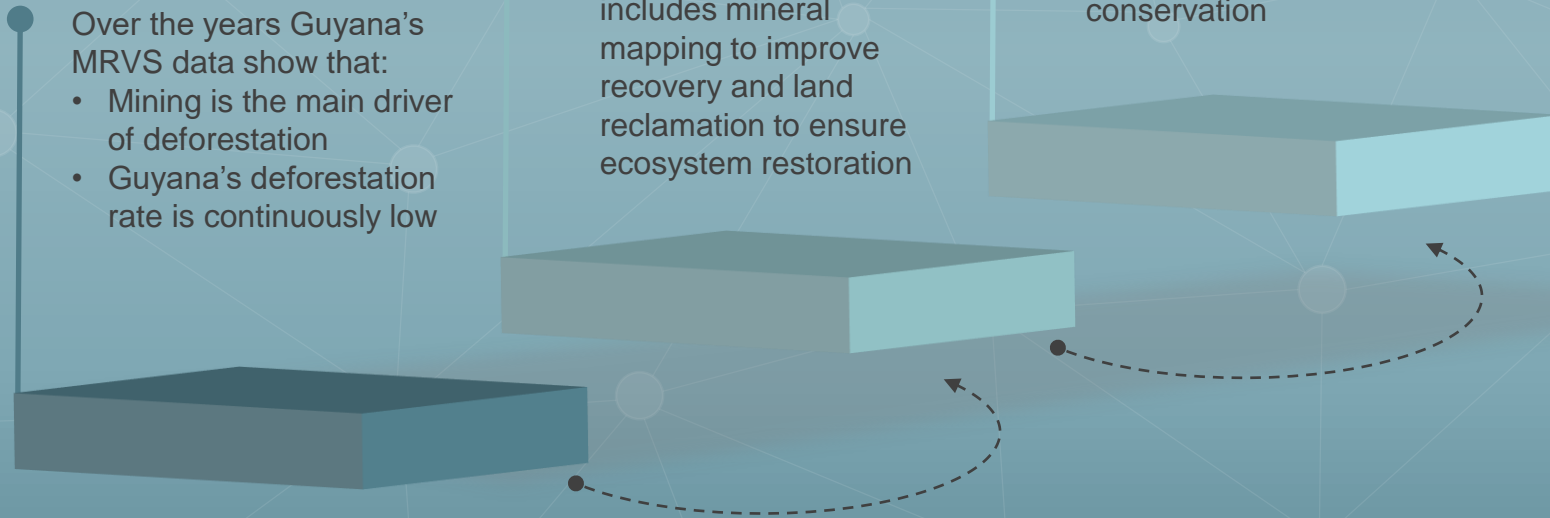 Over the years Guyana’s
MRVS data show that:
• Mining is the main driver
of deforestation
• Guyana’s deforestation
rate is continuously low
includes mineral
mapping to improve
recovery and land
reclamation to ensure
ecosystem restoration
conservation